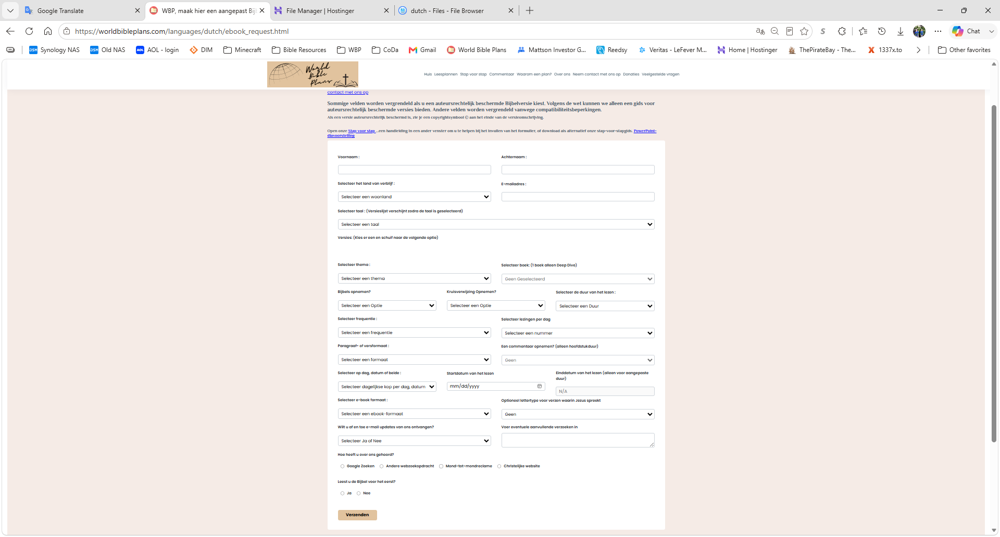 Google Translate
WBP, maak hier een aangepast Bij
File Manager | Hostinger
dutch - Files - File Browser
https://worldbibleplans.com/languages/dutch/ebook_request.html
Chat
Synology NAS
Old NAS
AOL - login
DIM
Minecraft
Bible Resources
WBP
CoDa
Gmail
World Bible Plans
Mattson Investor G...
Reedsy
Veritas - LeFever M...
Home | Hostinger
ThePirateBay - The...
1337x.to
Other favorites
World
Bible
Plans
Huis Leesplannen Stap voor stap Commentaar Waarom een plan? Over ons Neem contact met ons op Donaties Veelgestelde vragen
contact met ons op
Sommige velden worden vergrendeld als u een auteursrechtelijk beschermde Bijbelversie kiest. Volgens de wet kunnen we alleen een gids voor
auteursrechtelijk beschermde versies bieden. Andere velden worden vergrendeld vanwege compatibiliteitsbeperkingen.
Als een versie auteursrechtelijk beschermd is, zie je een copyrightsymbool © aan het einde van de versieomschrijving.
Open onze Stap voor stap ...een handleiding in een ander venster om u te helpen bij het invullen van het formulier, of download als alternatief onze stap-voor-stapgids. PowerPoint-
diavoorstelling
Voornaam :
Achternaam :
Selecteer het land van verblijf :
E-mailadres :
Selecteer een woonland
Selecteer taal : (Versieslijst verschijnt zodra de taal is geselecteerd)
Selecteer een taal
Versies: (Kies er een en schuif naar de volgende optie)
Selecteer thema :
Selecteer boek: (1 boek alleen Deep Dive)
Selecteer een thema
Geen Geselecteerd
Bijbels opnemen?
Kruisverwijzing Opnemen?
Selecteer de duur van het lezen :
Selecteer een Optie
Selecteer een Optie
Selecteer een Duur
Selecteer frequentie :
Selecteer lezingen per dag
Selecteer een frequentie
Selecteer een nummer
Paragraaf- of versformaat :
Een commentaar opnemen? (alleen hoofdstukduur)
Selecteer een formaat
Geen
Selecteer op dag, datum of beide :
Startdatum van het lezen
Einddatum van het lezen (alleen voor aangepaste
duur)
Selecteer dagelijkse kop per dag, datum
mm/dd/yyyy
N/A
Selecteer e-book formaat :
Optioneel lettertype voor verzen waarin Jezus spreekt
Selecteer een ebook-formaat
Geen
Wilt u af en toe e-mail updates van ons ontvangen?
Voer eventuele aanvullende verzoeken in
Selecteer Ja of Nee
Hoe heeft u over ons gehoord?
Google Zoeken Andere webzoekopdracht Mond-tot-mondreclame Christelijke website
Leest u de Bijbel voor het eerst?
Ja Nee
Verzenden